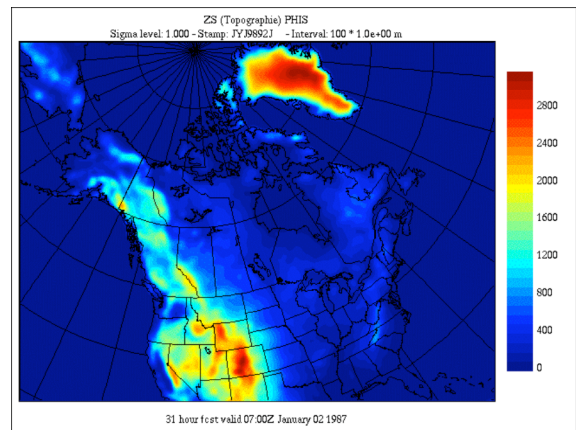 ZS (Topographie) PHIS
Sigma level: 1.000 - Stamp: JYJ9892J - Interval: 100 * 1.0e+00 m
2800
2400
2000
1600
1200
800
400
0
31 hour fcst valid 07:00Z January 02 1987